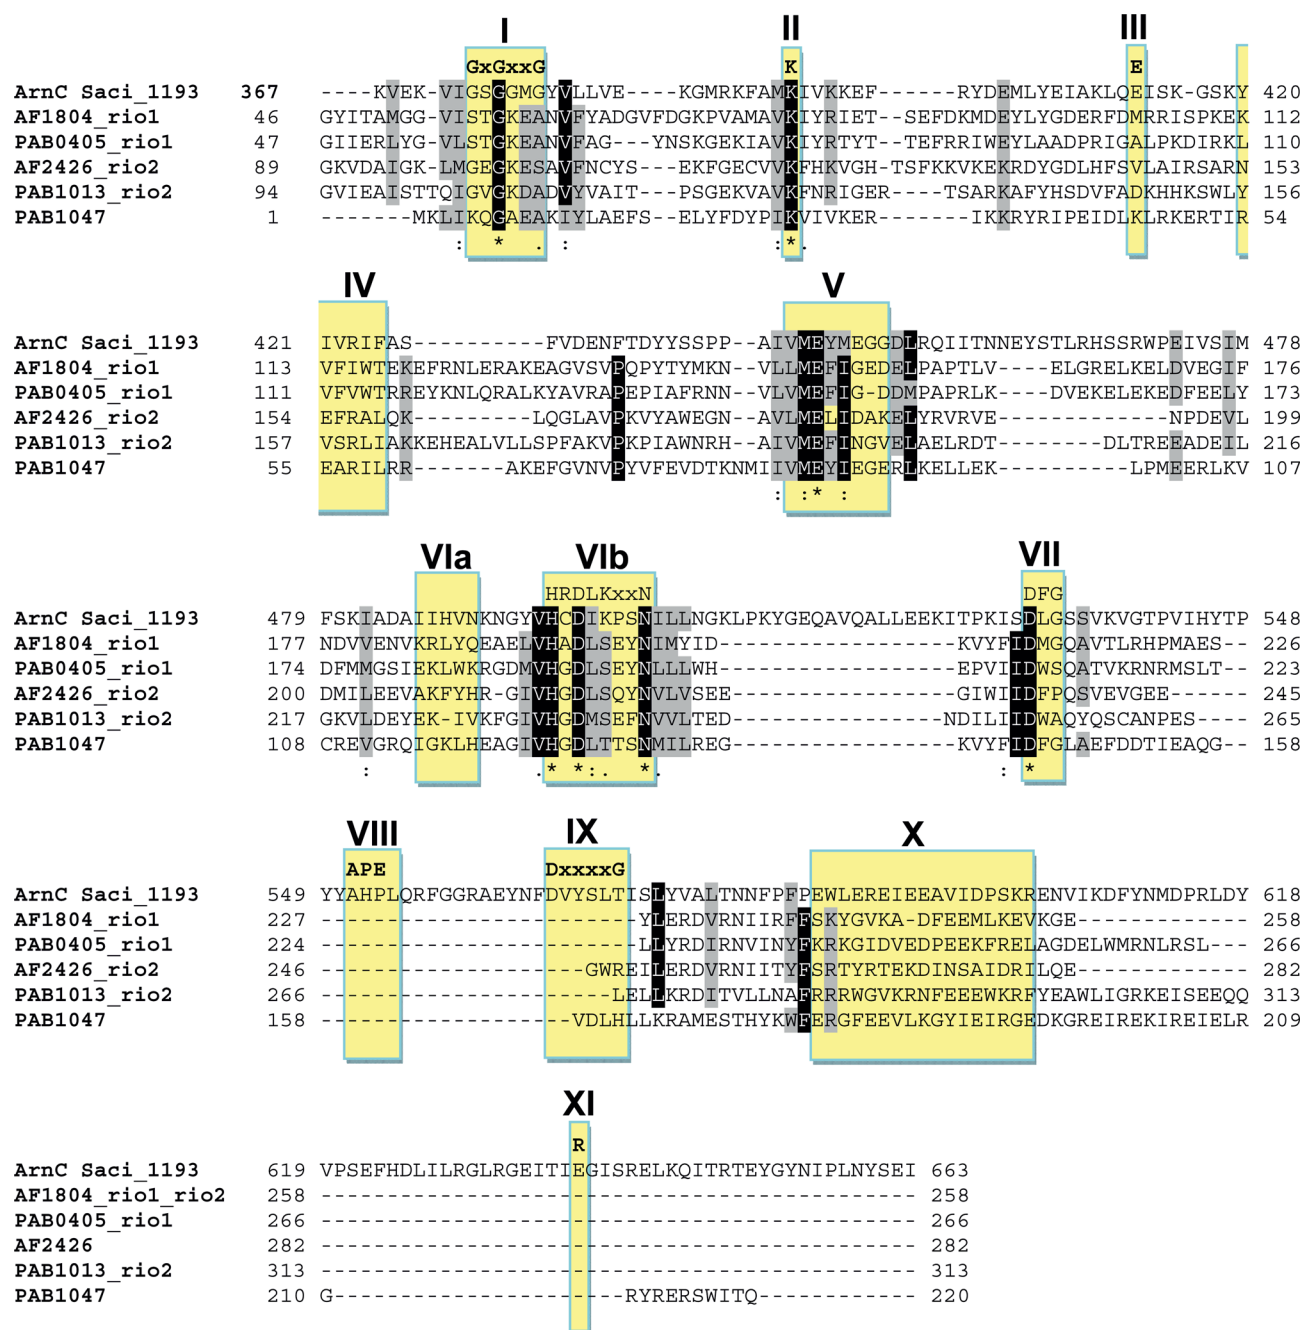 I II III
GxGxxG K E
ArnC Saci_1193 367 ----KVEK-VIGSGGMGYVLLVE----KGMRKFAMKIVKKEF-----RYDEMLYEIAKLQEISK-GSKY 420
AF1804_rio1 46 GYITAMGG-VISTGKEANVFYADGVFDGKPVAMAVKIYRIET--SEFDKMDEYLYGDERFDMRRISPKEK 112
PAB0405_rio1 47 GIIERLYG-VLSTGKEANVFAG---YNSKGEKIAVKIYRTYT--TEFRRIWEYLAADPRIGALPKDIRKL 110
AF2426_rio2 89 GKVDAIGK-LMGEGKESAVFNCYS--EKFGECVVKFHKVGH-TSFKKVKEKRDYGDLHFSVLAIRSARN 153
PAB1013_rio2 94 GVIEAISTTQIGVGKDADVYVAIT---PSGEKVAVKFNRIGER----TSARKAFYHSDVFADKHHKSWLY 156
PAB1047 1 -------MKLIKQGAEAKIYLAEFS--ELYFDYPIKVIVKER------IKKRYRIPEIDLKLRKERTIR 54
: * . : : * .
IV V
ArnC Saci_1193 421 IVRIFAS----------FVDENFTDYYSSPP--AIVMEYMEGGDLRQIITNNEYSTLRHSSRWPEIVSIM 478
AF1804_rio1 113 VFIWTEKEFRNLERAKEAGVSVPQPYTYMKN--VLLMEFIGEDELPAPTLV----ELGRELKELDVEGIF 176
PAB0405_rio1 111 VFVWTRREYKNLQRALKYAVRAPEPIAFRNN--VLVMEFIG-DDMPAPRLK----DVEKELEKEDFEELY 173
AF2426_rio2 154 EFRALQK---------LQGLAVPKVYAWEGN--AVLMELIDAKELYRVRVE---------NPDEVL 199
PAB1013_rio2 157 VSRLIAKKEHEALVLLSPFAKVPKPIAWNRH--AIVMEFINGVELAELRDT--------DLTREEADEIL 216
PAB1047 55 EARILRR-------AKEFGVNVPYVFEVDTKNMIIVMEYIEGERLKELLEK----------LPMEERLKV 107
: : * :
VIa VIb VII
HRDLKxxN DFG
ArnC Saci_1193 479 FSKIADAIIHVNKNGYVHCDIKPSNILLNGKLPKYGEQAVQALLEEKITPKISDLGSSVKVGTPVIHYTP 548
AF1804_rio1 177 NDVVENVKRLYQEAELVHADLSEYNIMYID------------------KVYFIDMGQAVTLRHPMAES-- 226
PAB0405_rio1 174 DFMMGSIEKLWKRGDMVHGDLSEYNLLLWH------------------EPVIIDWSQATVKRNRMSLT-- 223
AF2426_rio2 200 DMILEEVAKFYHR-GIVHGDLSQYNVLVSEE-----------------GIWIIDFPQSVEVGEE------ 245
PAB1013_rio2 217 GKVLDEYEK-IVKFGIVHGDMSEFNVVLTED-----------------NDILIIDWAQYQSCANPES---- 265
PAB1047 108 CREVGRQIGKLHEAGIVHGDLTTSNMILREG-----------------KVYFIDFGLAEFDDTIEAQG-- 158
: . * * : . * . : *
VIII IX X
APE DxxxxG
ArnC Saci_1193 549 YYAHPLQRFGGRAEYNFDVYSLTISLYVALTNNFPFPEWLEREIEEAVIDPSKRENVIKDFYNMDPRLDY 618
AF1804_rio1 227 -------------------------YLERDVRNIIRFFSKYGVKA-DFEEMLKEVKGE------------ 258
PAB0405_rio1 224 ------------------------LLYRDIRNVINYFKRKGIDVEDPEEKFRELAGDELWMRNLRSL--- 266
AF2426_rio2 246 ---------------------GWREILERDVRNIITYFSRTYRTEKDINSAIDRILQE------------ 282
PAB1013_rio2 266 -----------------------LELLKRDITVLLNAFRRRWGVKRNFEEEWKRFYEAWLIGRKEISEEQQ 313
PAB1047 158 --------------------VDLHLLKRAMESTHYKWFERGFEEVLKGYIEIRGEDKGREIREKIREIELR 209
XI
R
ArnC Saci_1193 619 VPSEFHDLILRGLRGEITIEGISRELKQITRTEYGYNIPLNYSEI 663
AF1804_rio1_rio2 258 --------------------------------------------- 258
PAB0405_rio1 266 --------------------------------------------- 266
AF2426 282 --------------------------------------------- 282
PAB1013_rio2 313 --------------------------------------------- 313
PAB1047 210 G----------------------RYRERSWITQ------------ 220